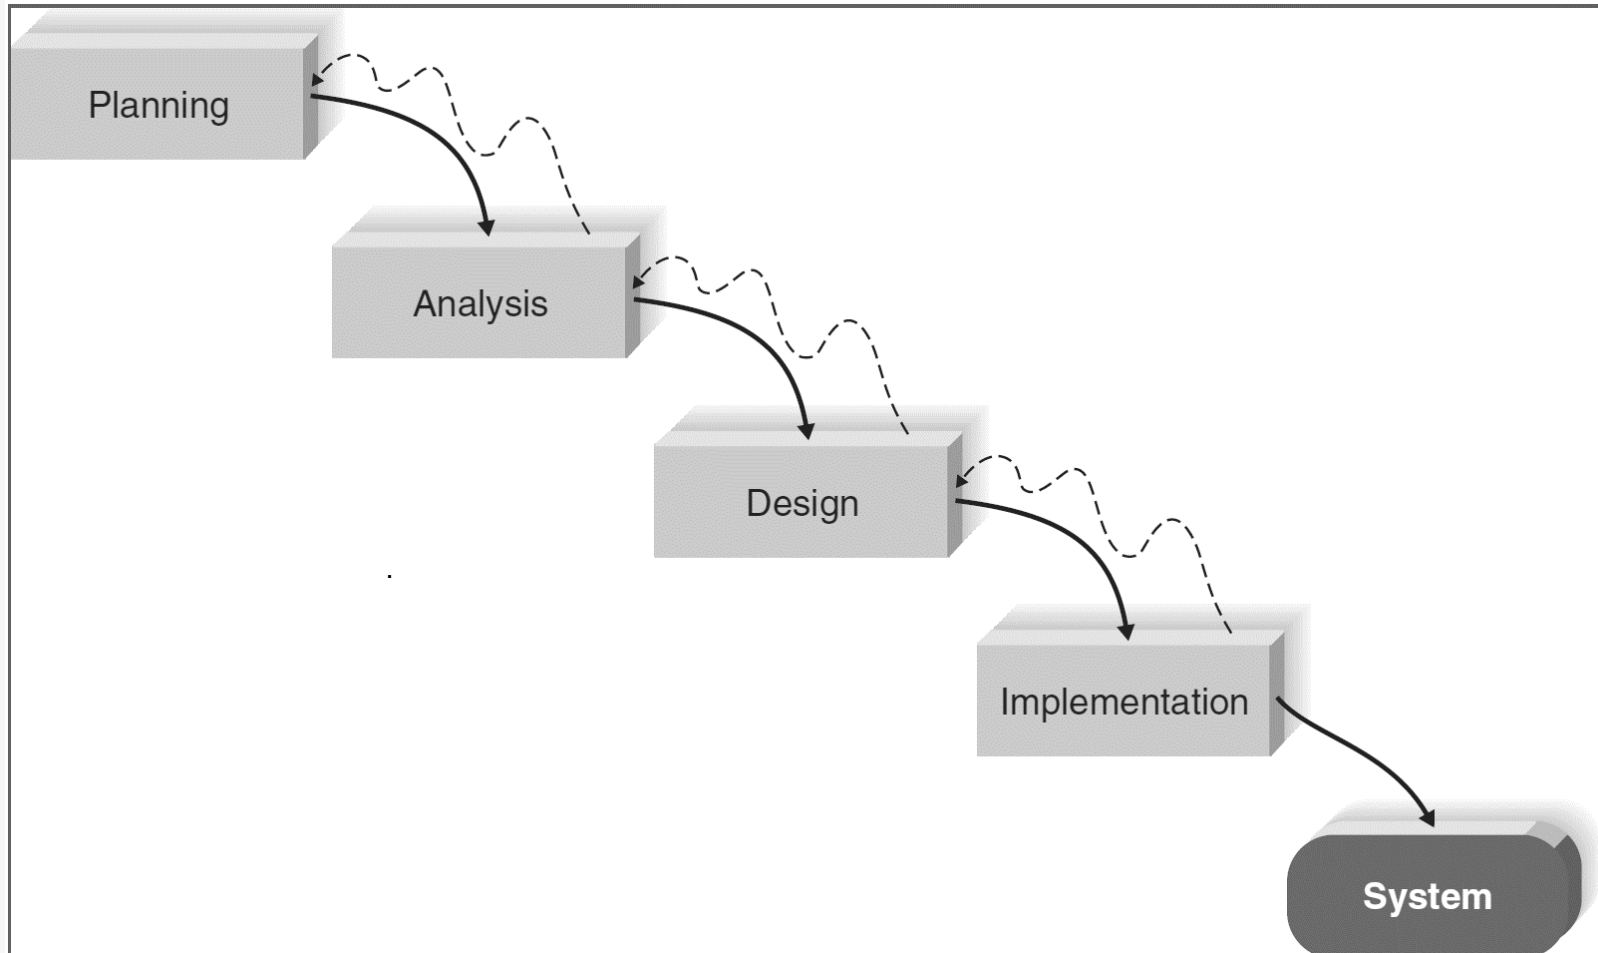 Planning
Analysis
Design
Implementation
System